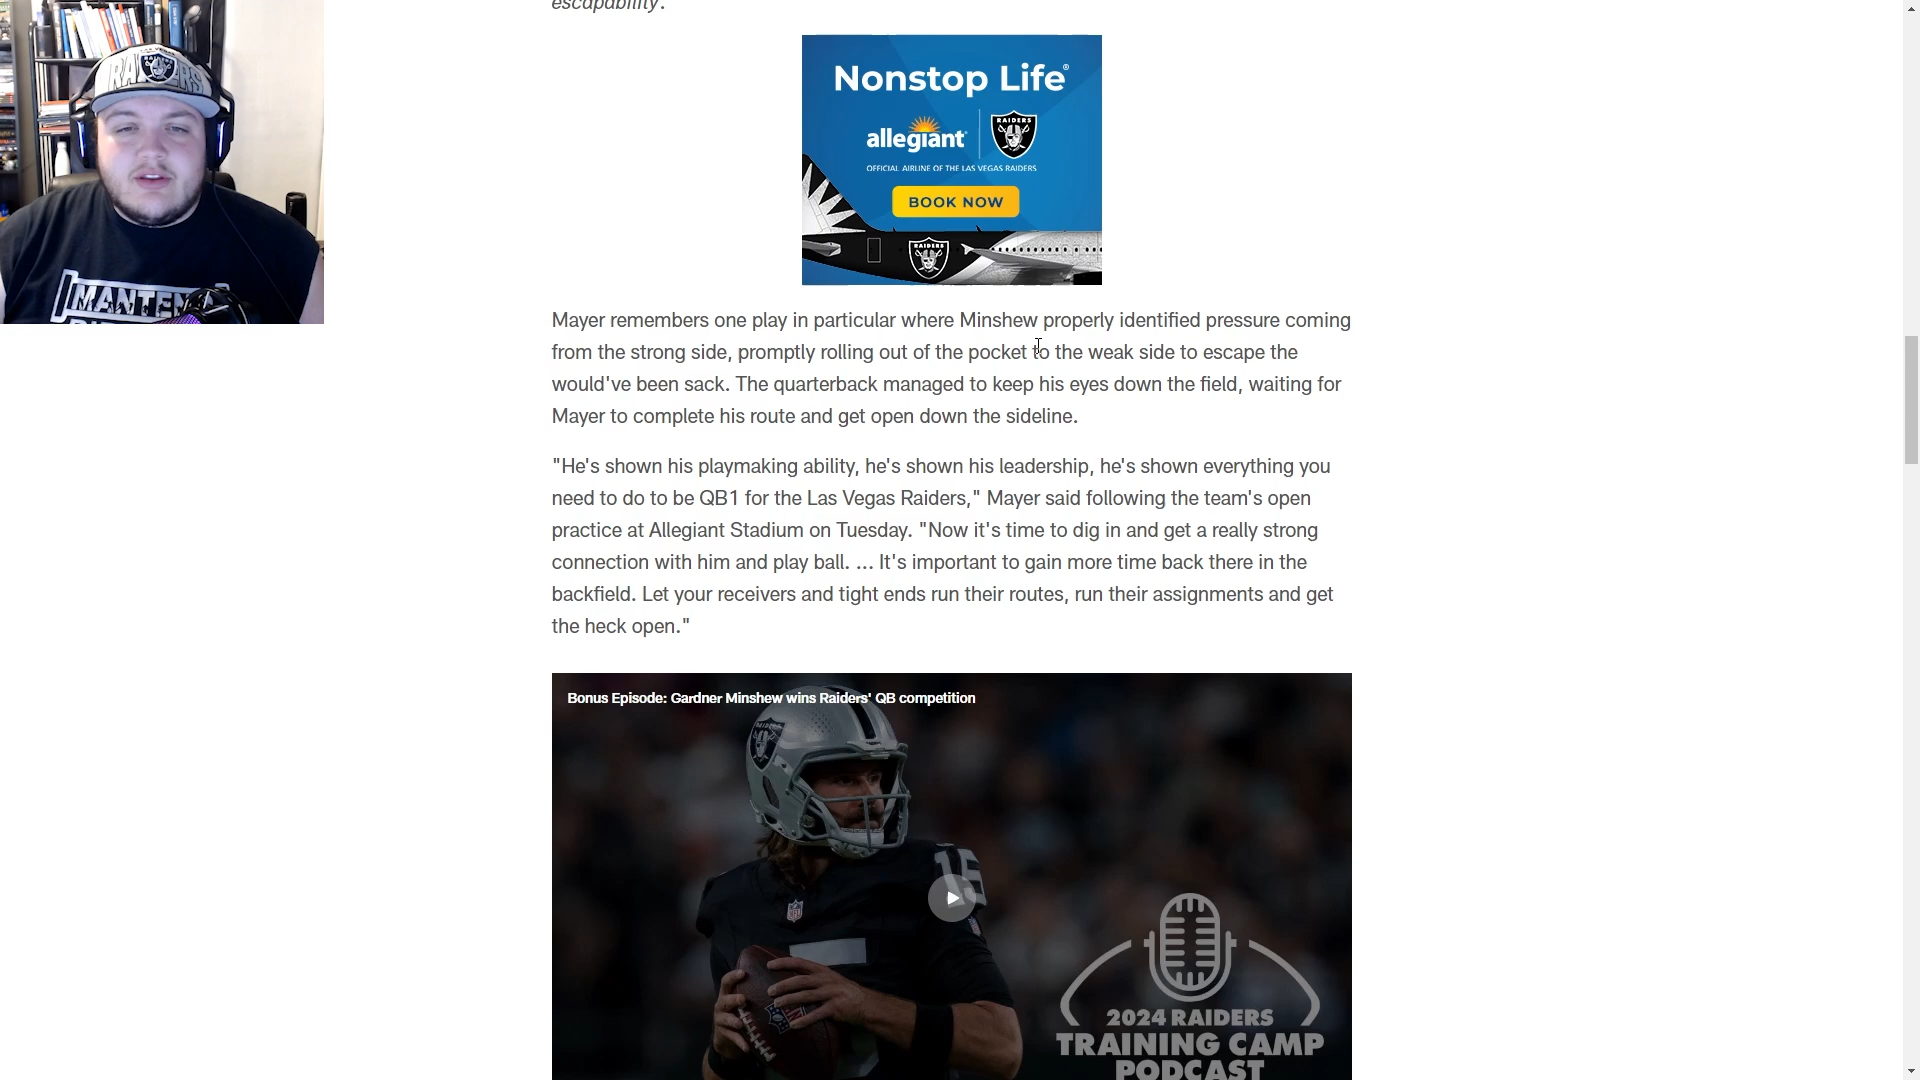 escapability.
RAIDERS
MANTENGA
Nonstop Life®
allegiant
RAIDERS
OFFICIAL AIRLINE OF THE LAS VEGAS RAIDERS
BOOK NOW
RAIDERS
Mayer remembers one play in particular where Minshew properly identified pressure coming
from the strong side, promptly rolling out of the pocket to the weak side to escape the
would've been sack. The quarterback managed to keep his eyes down the field, waiting for
Mayer to complete his route and get open down the sideline.
"He's shown his playmaking ability, he's shown his leadership, he's shown everything you
need to do to be QB1 for the Las Vegas Raiders," Mayer said following the team's open
practice at Allegiant Stadium on Tuesday. "Now it's time to dig in and get a really strong
connection with him and play ball. ... It's important to gain more time back there in the
backfield. Let your receivers and tight ends run their routes, run their assignments and get
the heck open."
Bonus Episode: Gardner Minshew wins Raiders' QB competition
15
2024 RAIDERS
TRAINING CAMP
PODCAST